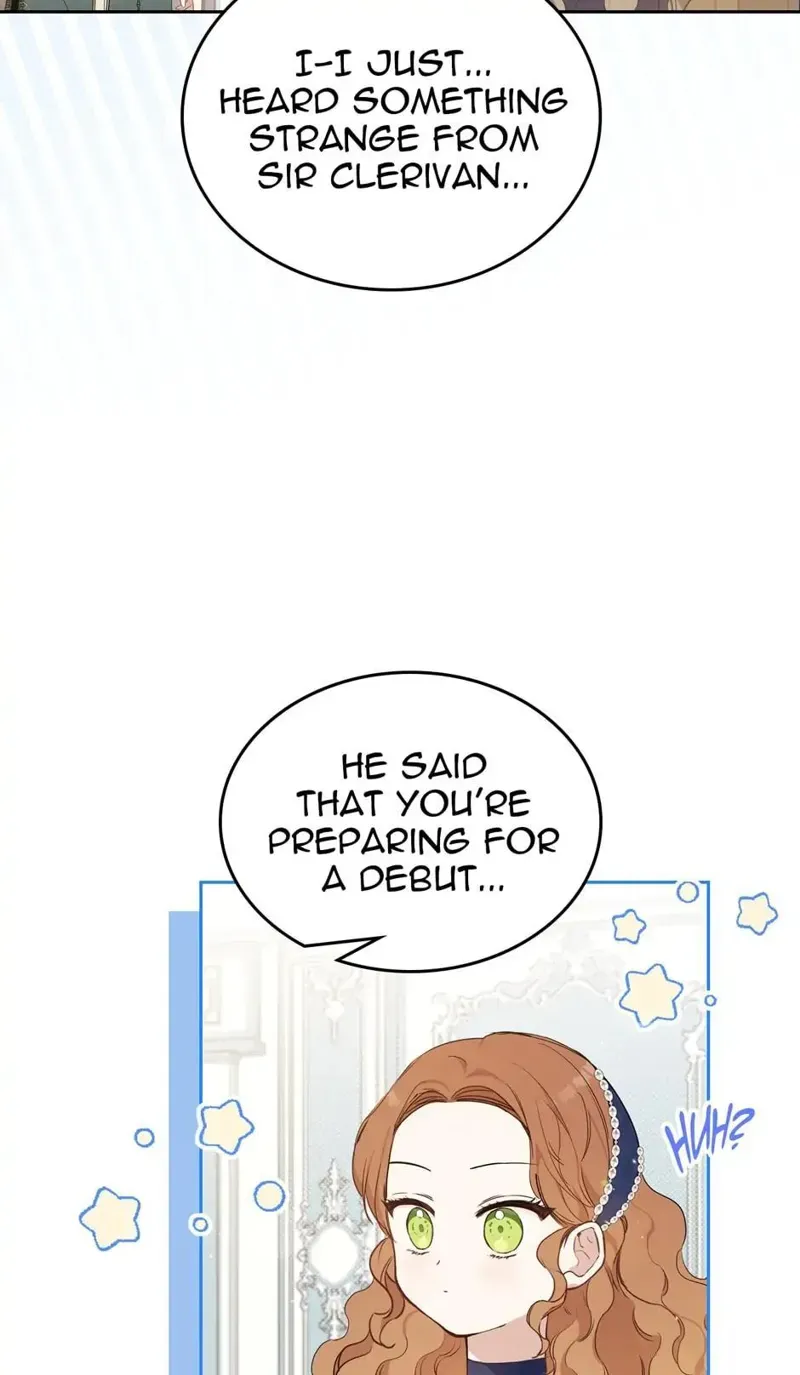 I-I JUST...
HEARD SOMETHING
STRANGE FROM
SIR CLERIVAN...
HE SAID
THAT YOU'RE
PREPARING FOR
A DEBUT...
HUH?